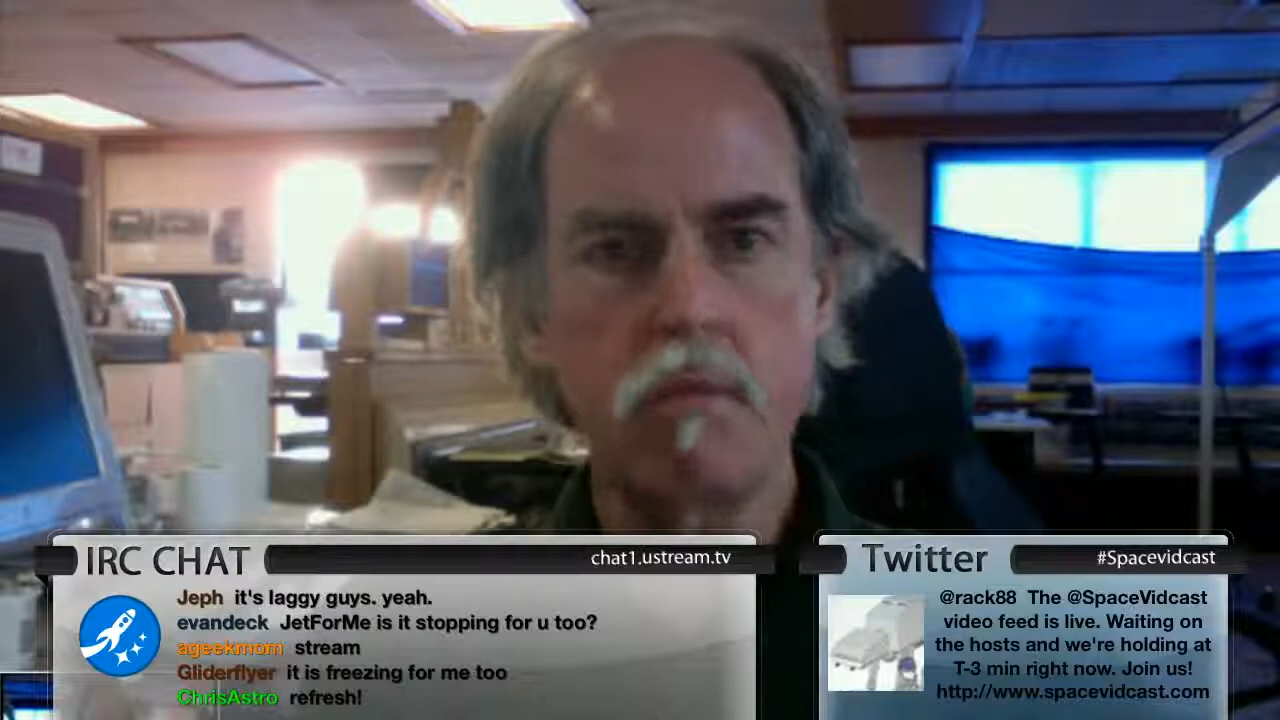 IRC CHAT
chat1.ustream.tv
Jeph it's laggy guys. yeah.
evandeck JetForMe is it stopping for u too?
ageekmom stream
Gliderflyer it is freezing for me too
ChrisAstro refresh!
Twitter
#Spacevidcast
@rack88 The @SpaceVidcast
video feed is live. Waiting on
the hosts and we're holding at
T-3 min right now. Join us!
http://www.spacevidcast.com